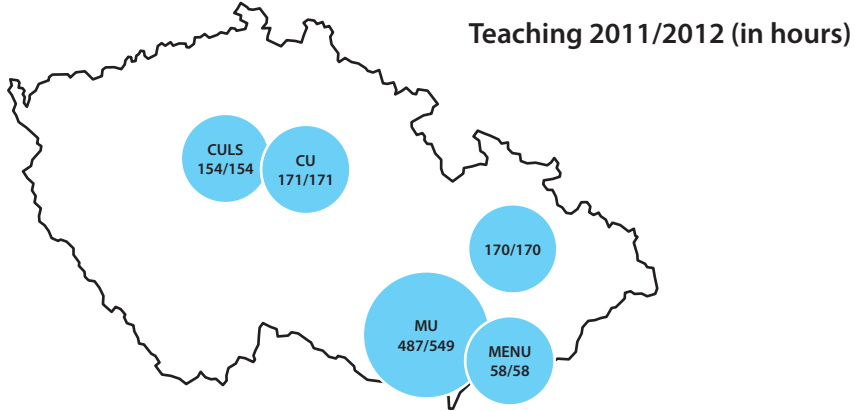 Teaching 2011/2012 (in hours)
CULS
154/154
CU
171/171
170/170
MU
487/549
MENU
58/58